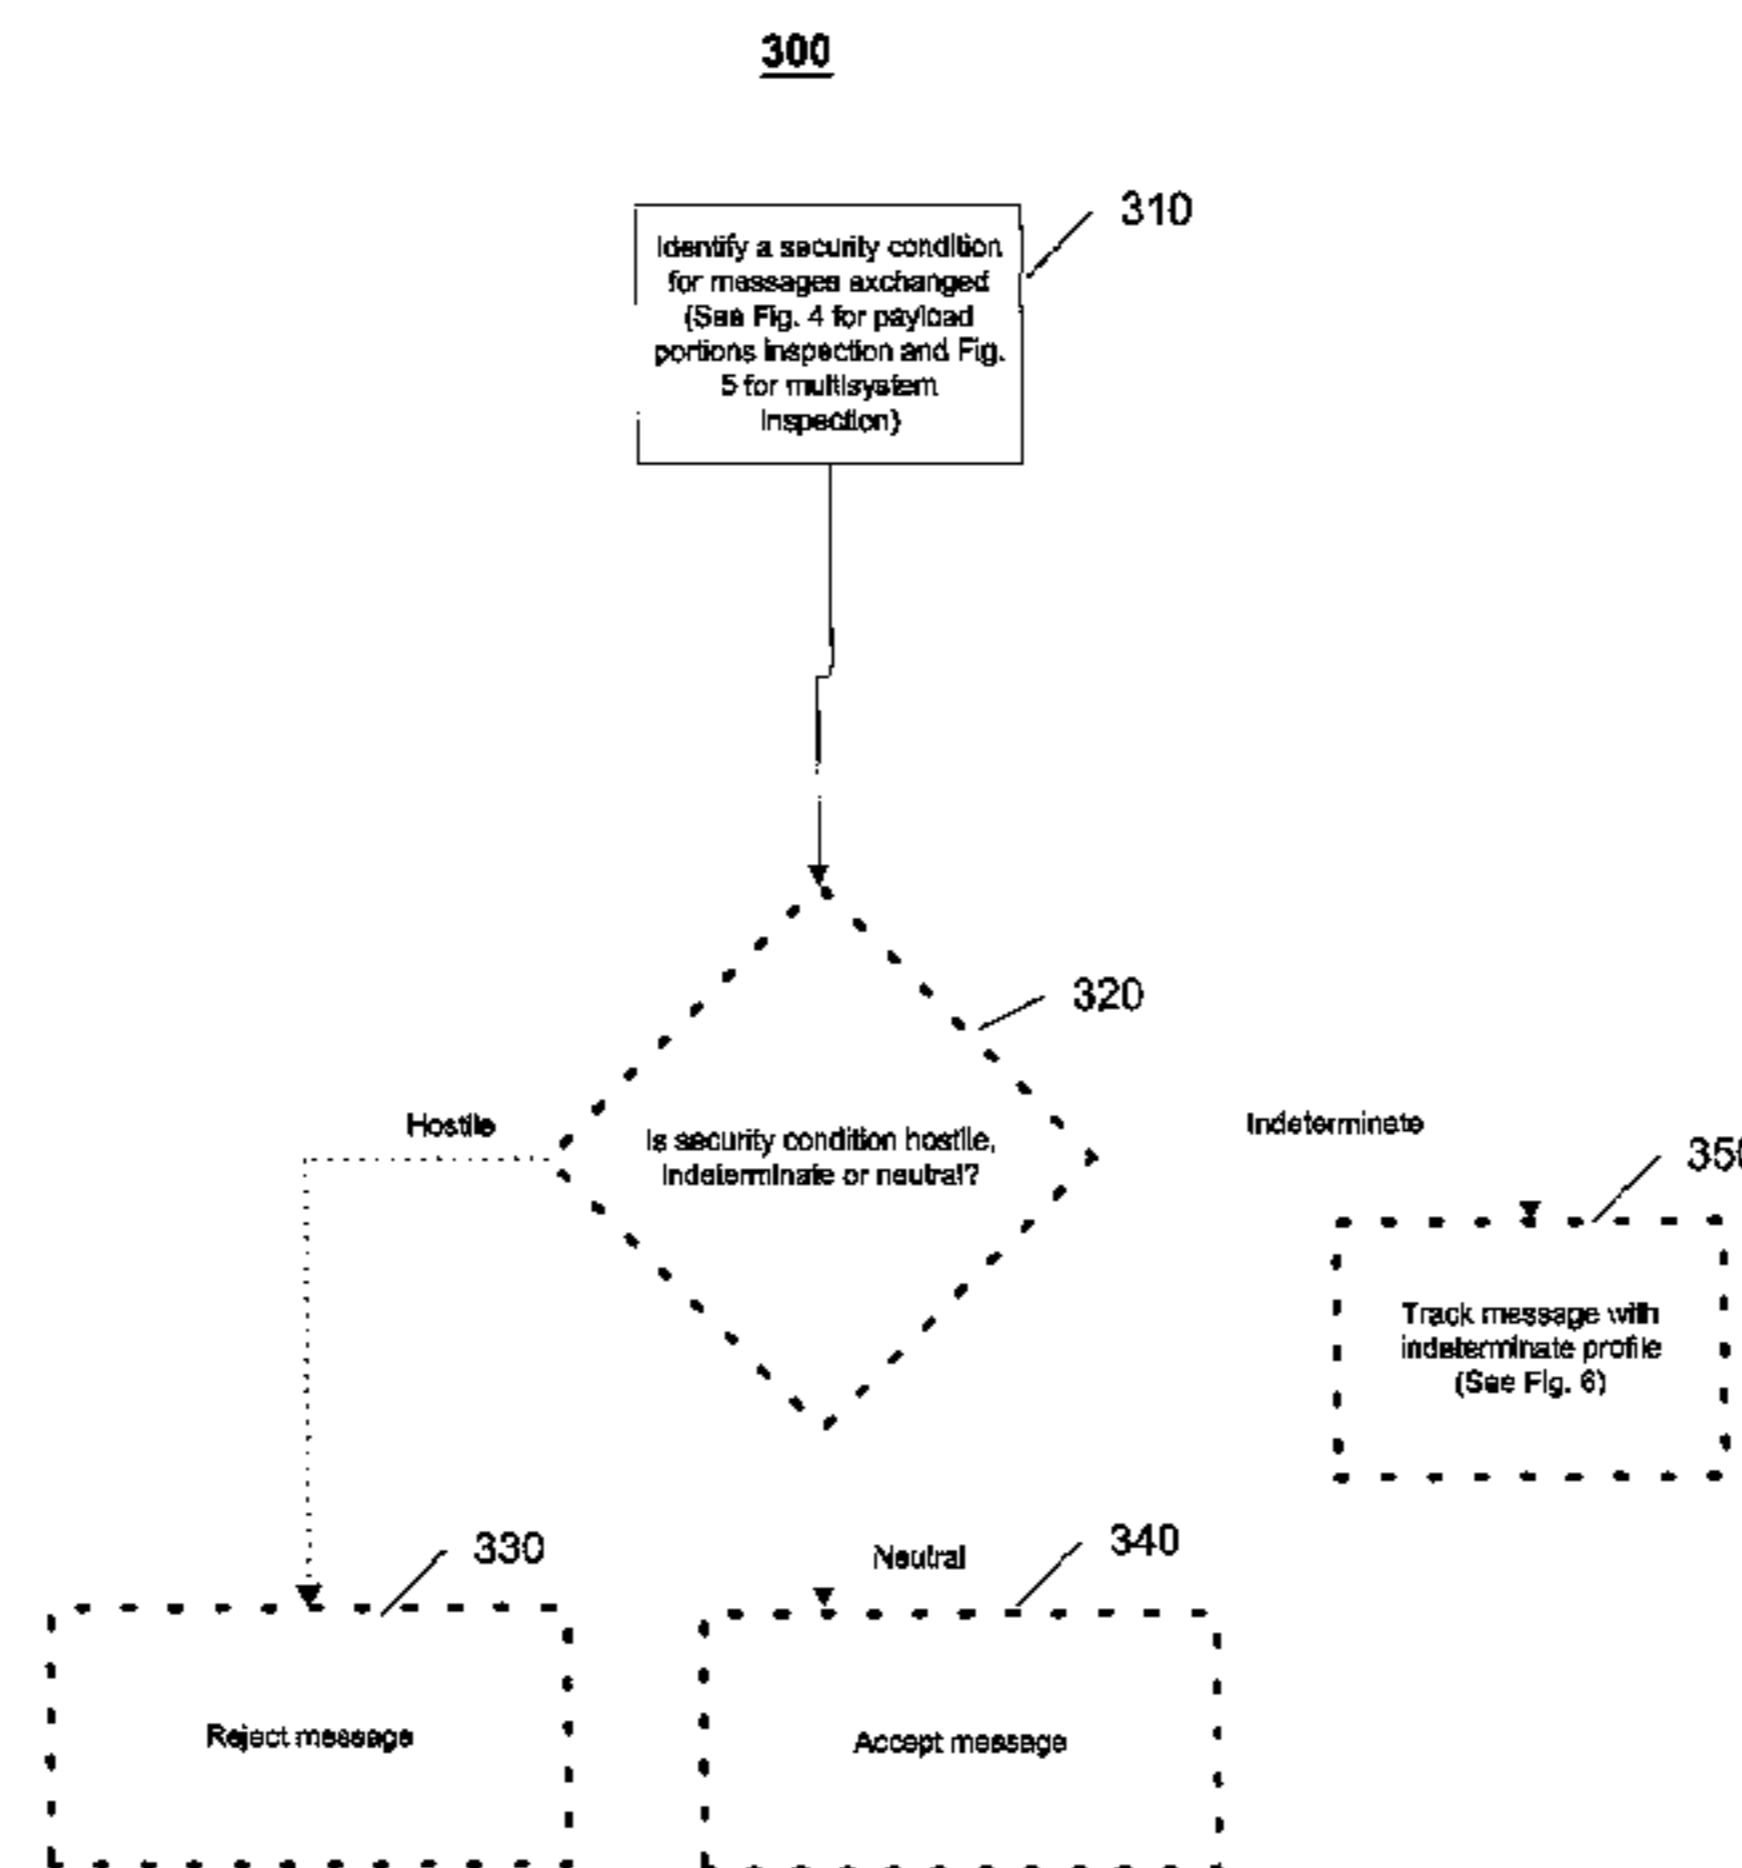 300
310
Identify a security condition
for messages exchanged
(See Fig. 4 for payload
portions inspection and Fig.
5 for multisystem
inspection)
320
Hostile
Is security condition hostile,
indeterminate or neutral?
Indeterminate
350
Track message with
indeterminate profile
(See Fig. 6)
330
340
Neutral
Reject message
Accept message